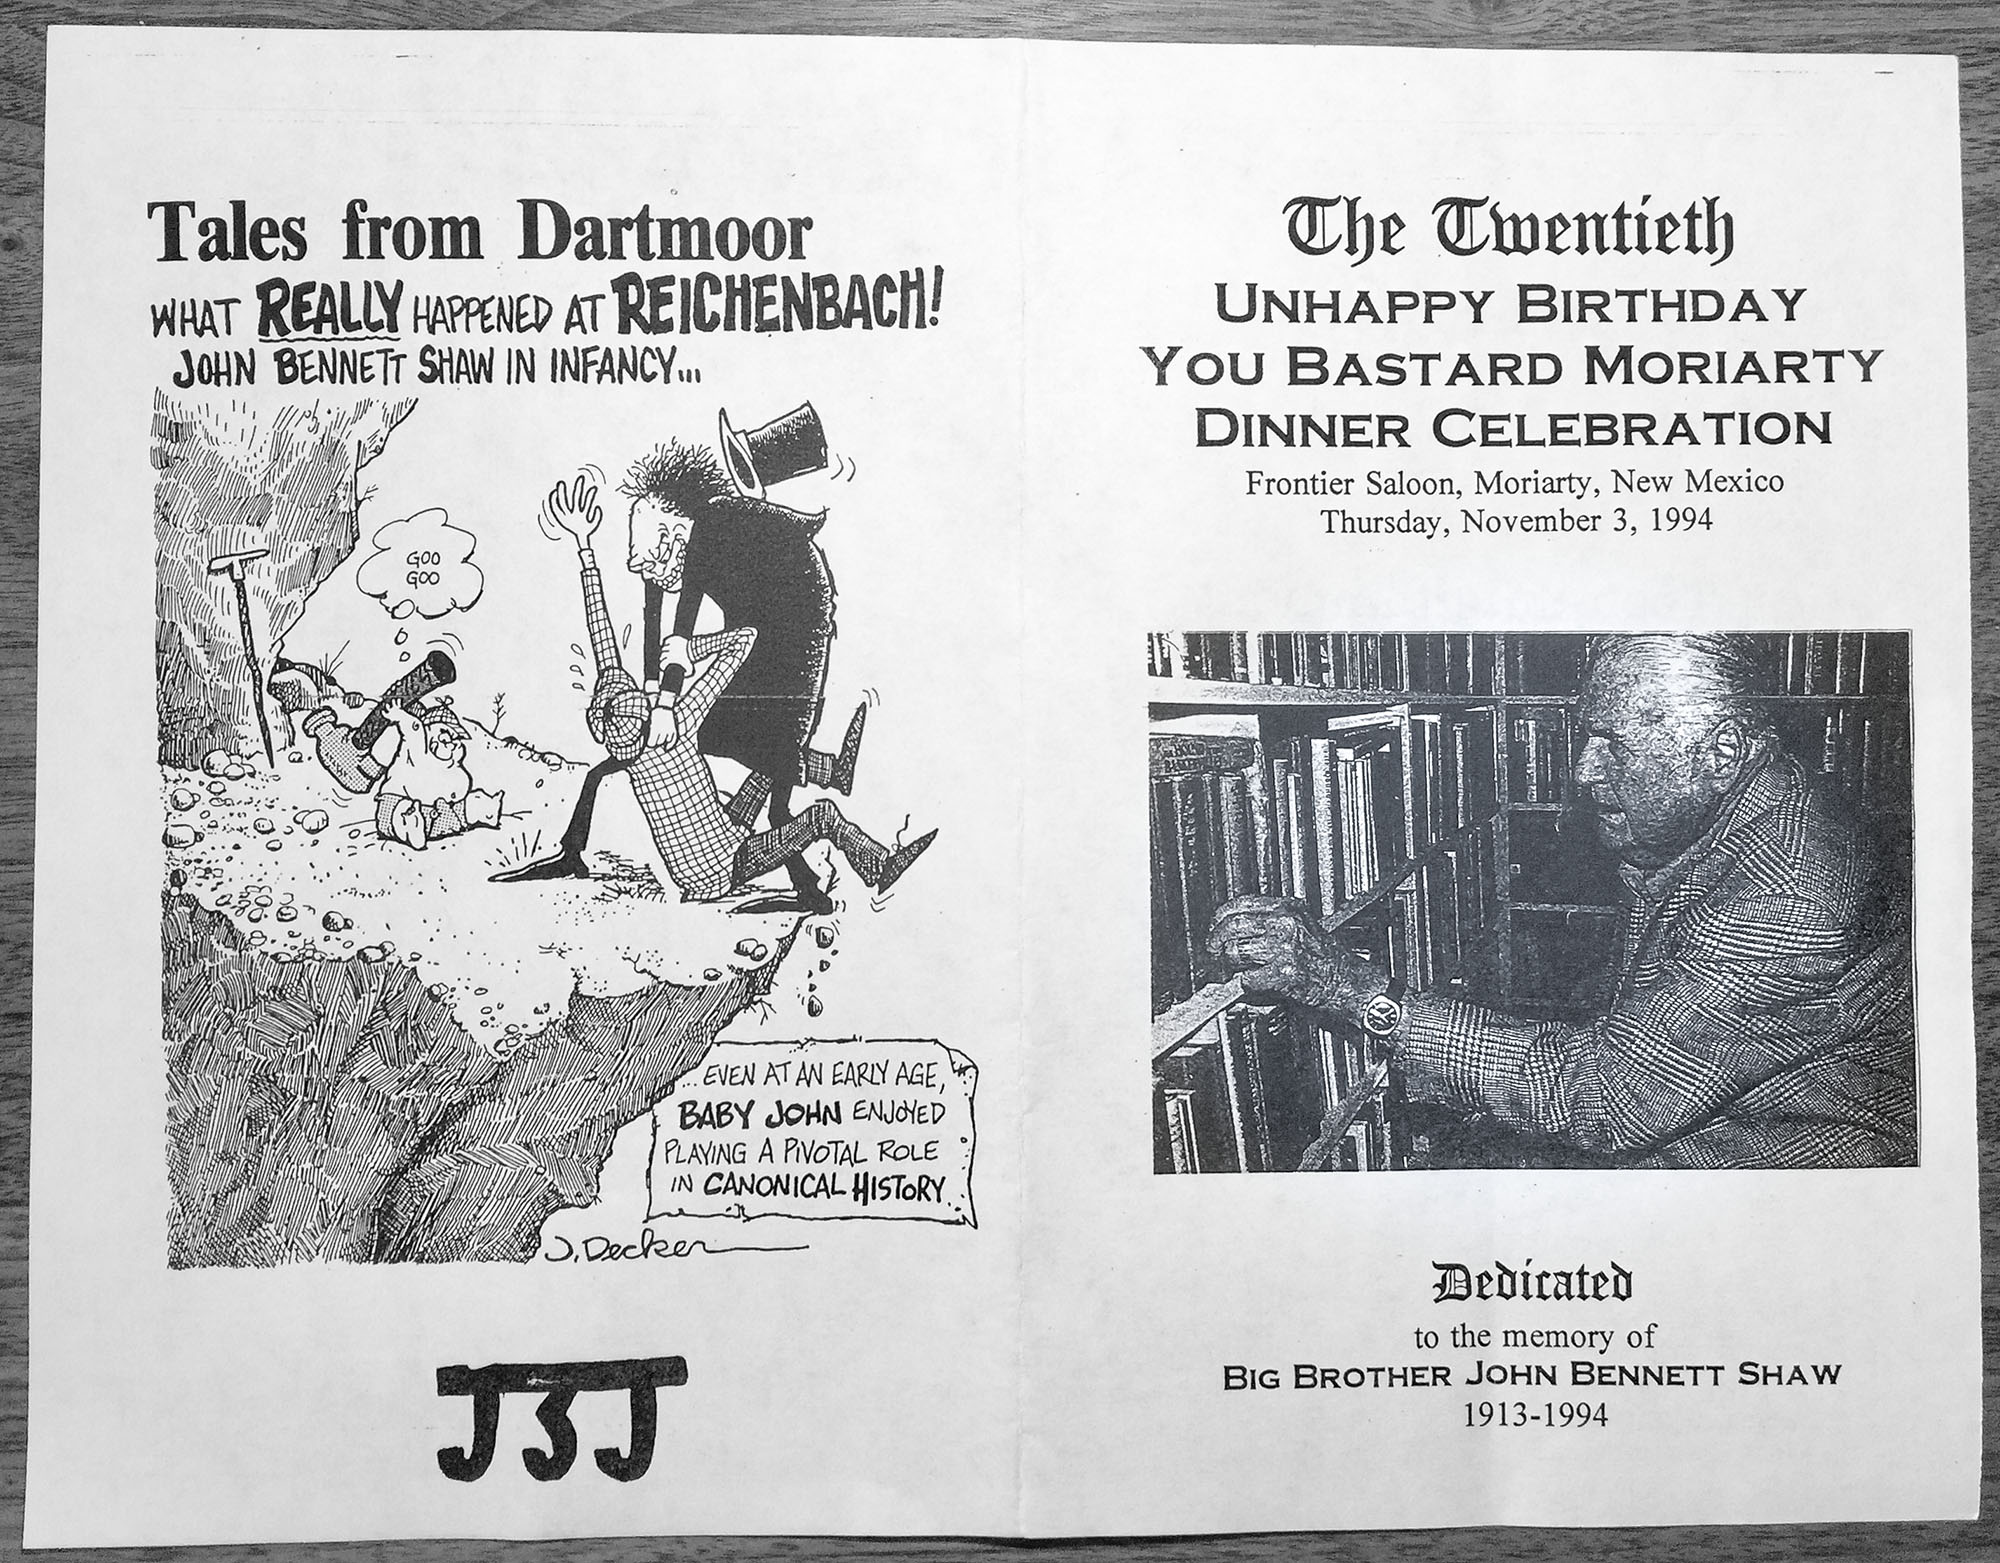 Tales from Dartmoor
WHAT REALLY HAPPENED AT REICHENBACH!
JOHN BENNETT SHAW IN INFANCY...
GOO
GOO
...EVEN AT AN EARLY AGE,
BABY JOHN ENJOYED
PLAYING A PIVOTAL ROLE
IN CANONICAL HISTORY.
J. Decker
The Twentieth
UNHAPPY BIRTHDAY
YOU BASTARD MORIARTY
DINNER CELEBRATION
Frontier Saloon, Moriarty, New Mexico
Thursday, November 3, 1994
Dedicated
to the memory of
BIG BROTHER JOHN BENNETT SHAW
1913-1994